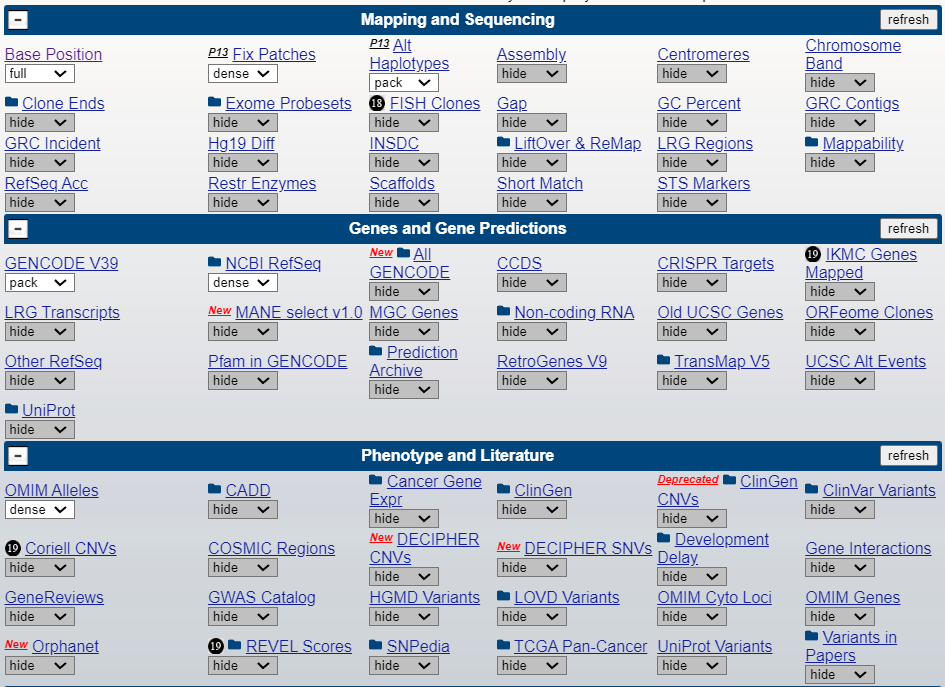 Mapping and Sequencing
refresh
Base Position
full
P13 Fix Patches
dense
P13 Alt
Haplotypes
pack
Assembly
hide
Centromeres
hide
Chromosome
Band
hide
Clone Ends
hide
Exome Probesets
hide
18 FISH Clones
hide
Gap
hide
GC Percent
hide
GRC Contigs
hide
GRC Incident
hide
Hg19 Diff
hide
INSDC
hide
LiftOver & ReMap
hide
LRG Regions
hide
Mappability
hide
RefSeq Acc
hide
Restr Enzymes
hide
Scaffolds
hide
Short Match
hide
STS Markers
hide
Genes and Gene Predictions
refresh
GENCODE V39
pack
NCBI RefSeq
dense
New All
GENCODE
hide
CCDS
hide
CRISPR Targets
hide
19 IKMC Genes
Mapped
hide
LRG Transcripts
hide
New MANE select v1.0
hide
MGC Genes
hide
Non-coding RNA
hide
Old UCSC Genes
hide
ORFeome Clones
hide
Other RefSeq
hide
Pfam in GENCODE
hide
Prediction
Archive
hide
RetroGenes V9
hide
TransMap V5
hide
UCSC Alt Events
hide
UniProt
hide
Phenotype and Literature
refresh
OMIM Alleles
dense
CADD
hide
Cancer Gene
Expr
hide
ClinGen
hide
Deprecated ClinGen
CNVs
hide
ClinVar Variants
hide
19 Coriell CNVs
hide
COSMIC Regions
hide
New DECIPHER
CNVs
hide
New DECIPHER SNVs
hide
Development
Delay
hide
Gene Interactions
hide
GeneReviews
hide
GWAS Catalog
hide
HGMD Variants
hide
LOVD Variants
hide
OMIM Cyto Loci
hide
OMIM Genes
hide
New Orphanet
hide
19 REVEL Scores
hide
SNPedia
hide
TCGA Pan-Cancer
hide
UniProt Variants
hide
Variants in
Papers
hide